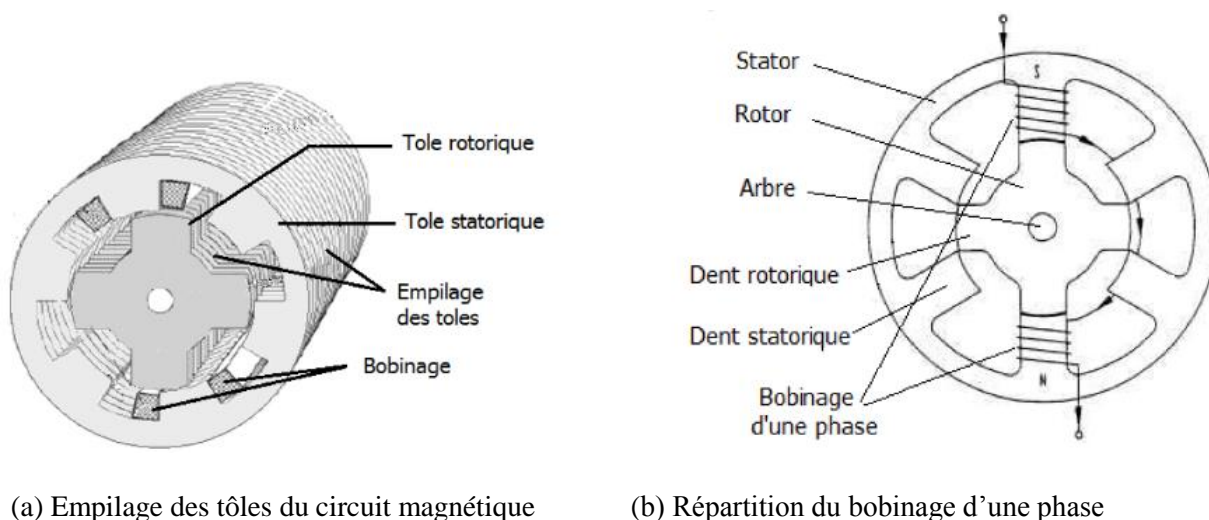 Tole rotorique
Tole statorique
Empilage
des toles
Bobinage
(a) Empilage des tôles du circuit magnétique
Stator
Rotor
Arbre
Dent rotorique
Dent statorique
Bobinage
d'une phase
S
N
(b) Répartition du bobinage d’une phase